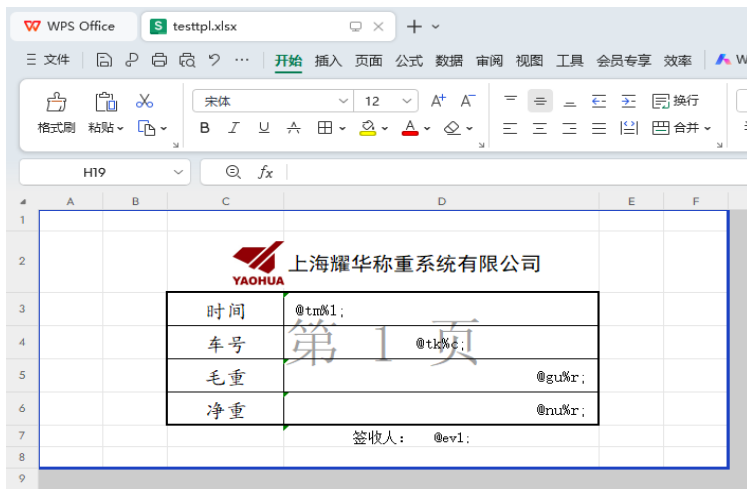 WPS Office
S testtpl.xlsx
三 文件
开始 插入 页面 公式 数据 审阅 视图 工具 会员专享 效率
W
宋体 12 A+ A- 换行
格式刷 粘贴 B I U A A 合并
H19 fx
A B C D E F
1
2 YAOHUA 上海耀华称重系统有限公司
3 时间 @tm%l;
4 车号 @tk%c;
第 1 页
5 毛重 @gu%r;
6 净重 @nu%r;
7 签收人： @ev1;
8
9